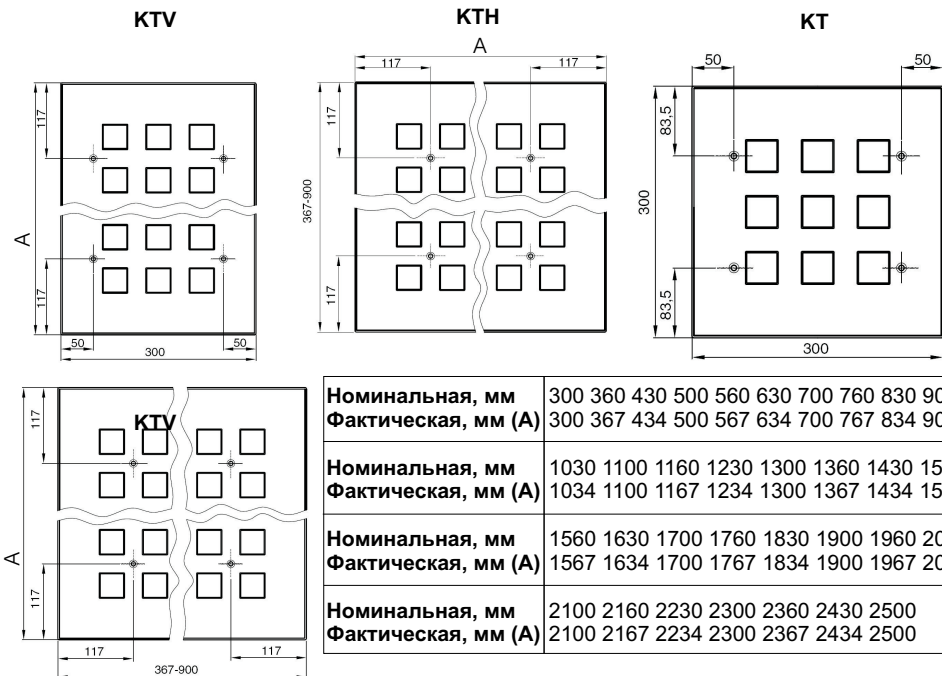 KTV
KTH
KT
A
117
117
50
50
117
117
83,5
367-900
300
A
117
117
83,5
50
50
300
300
117
KTV
A
117
117
117
367-900
Номинальная, мм 300 360 430 500 560 630 700 760 830
Фактическая, мм (A) 300 367 434 500 567 634 700 767 834
Номинальная, мм 1030 1100 1160 1230 1300 1360 1430
Фактическая, мм (A) 1034 1100 1167 1234 1300 1367 1434
Номинальная, мм 1560 1630 1700 1760 1830 1900 1960
Фактическая, мм (A) 1567 1634 1700 1767 1834 1900 1967
Номинальная, мм 2100 2160 2230 2300 2360 2430 2500
Фактическая, мм (A) 2100 2167 2234 2300 2367 2434 2500